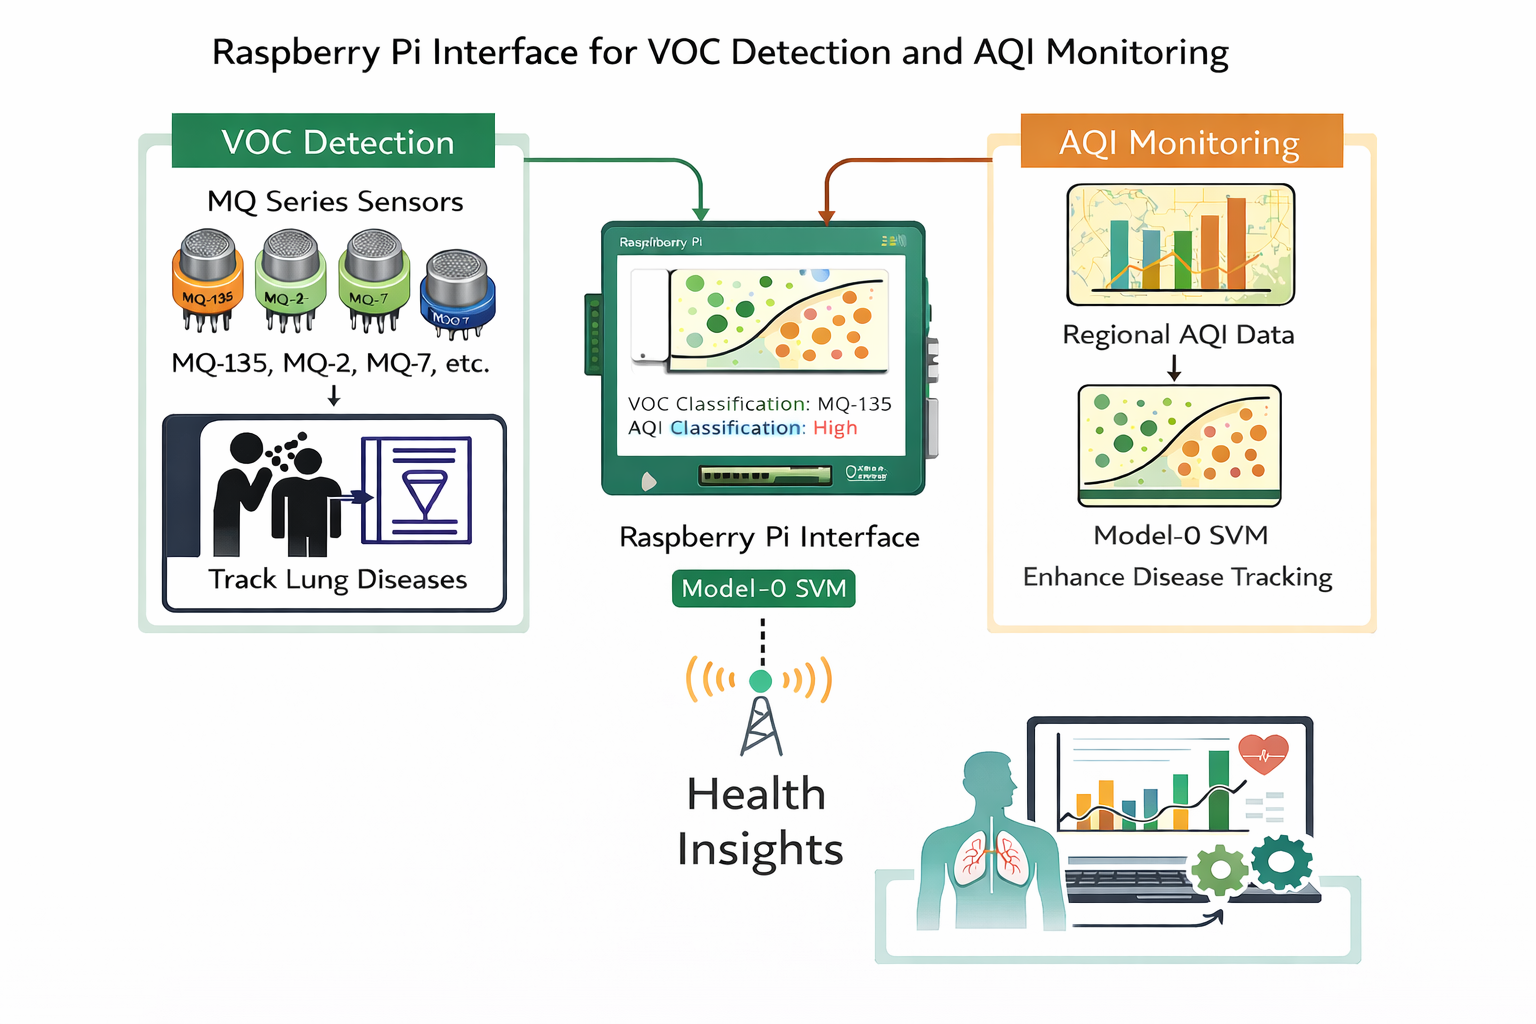 Raspberry Pi Interface for VOC Detection and AQI Monitoring
VOC Detection
MQ Series Sensors
MQ-135
MQ-2-
MQ-7
MQ-135, MQ-2, MQ-7, etc.
Track Lung Diseases
VOC Classification: MQ-135
AQI Classification: High
Raspberry Pi Interface
Model-0 SVM
Health
Insights
AQI Monitoring
Regional AQI Data
Model-0 SVM
Enhance Disease Tracking